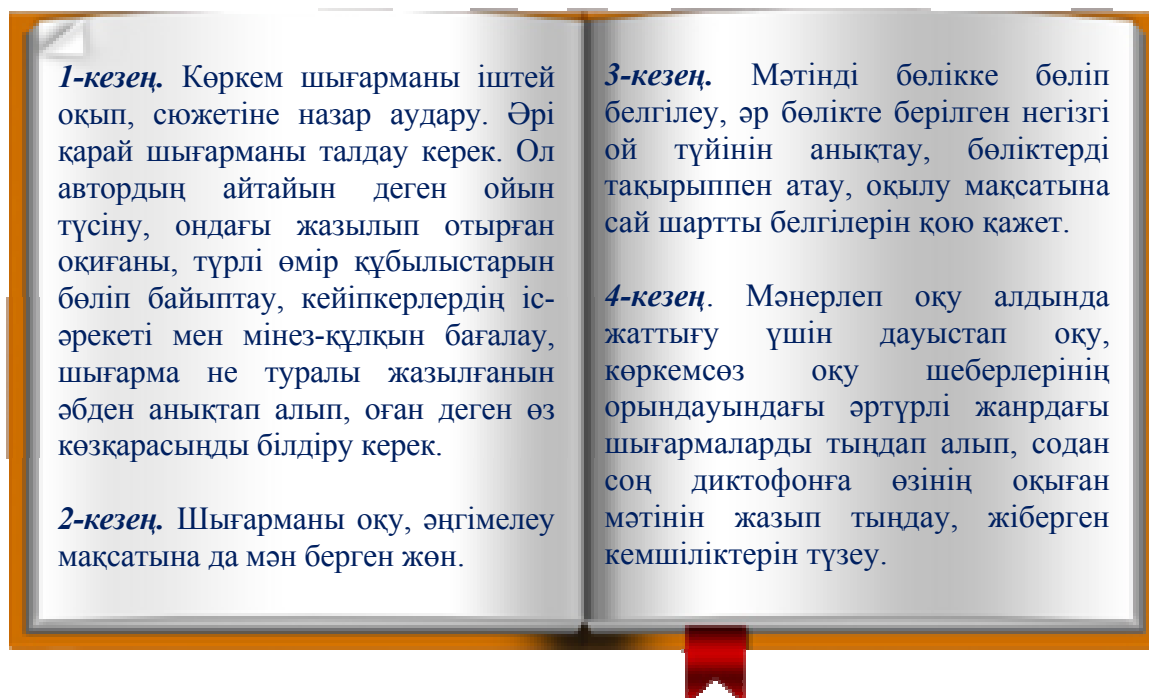 1-кезең. Көркем шығарманы іштей
оқып, сюжетіне назар аудару. Әрі
қарай шығарманы талдау керек. Ол
автордың айтайын деген ойын
түсіну, ондағы жазылып отырған
оқиғаны, түрлі өмір құбылыстарын
бөліп байыптау, кейіпкерлердің іс-
әрекеті мен мінез-құлқын бағалау,
шығарма не туралы жазылғанын
әбден анықтап алып, оған деген өз
көзқарасыңды білдіру керек.
2-кезең. Шығарманы оқу, әңгімелеу
мақсатына да мән берген жөн.
3-кезең. Мәтінді бөлікке бөліп
белгілеу, әр бөлікте берілген негізгі
ой түйінін анықтау, бөліктерді
тақырыппен атау, оқылу мақсатына
сай шартты белгілерін қою қажет.
4-кезең. Мәнерлеп оқу алдында
жаттығу үшін дауыстап оқу,
көркемсөз оқу шеберлерінің
орындауындағы әртүрлі жанрдағы
шығармаларды тыңдап алып, содан
соң диктофонға өзінің оқыған
мәтінін жазып тыңдау, жіберген
кемшіліктерін түзеу.